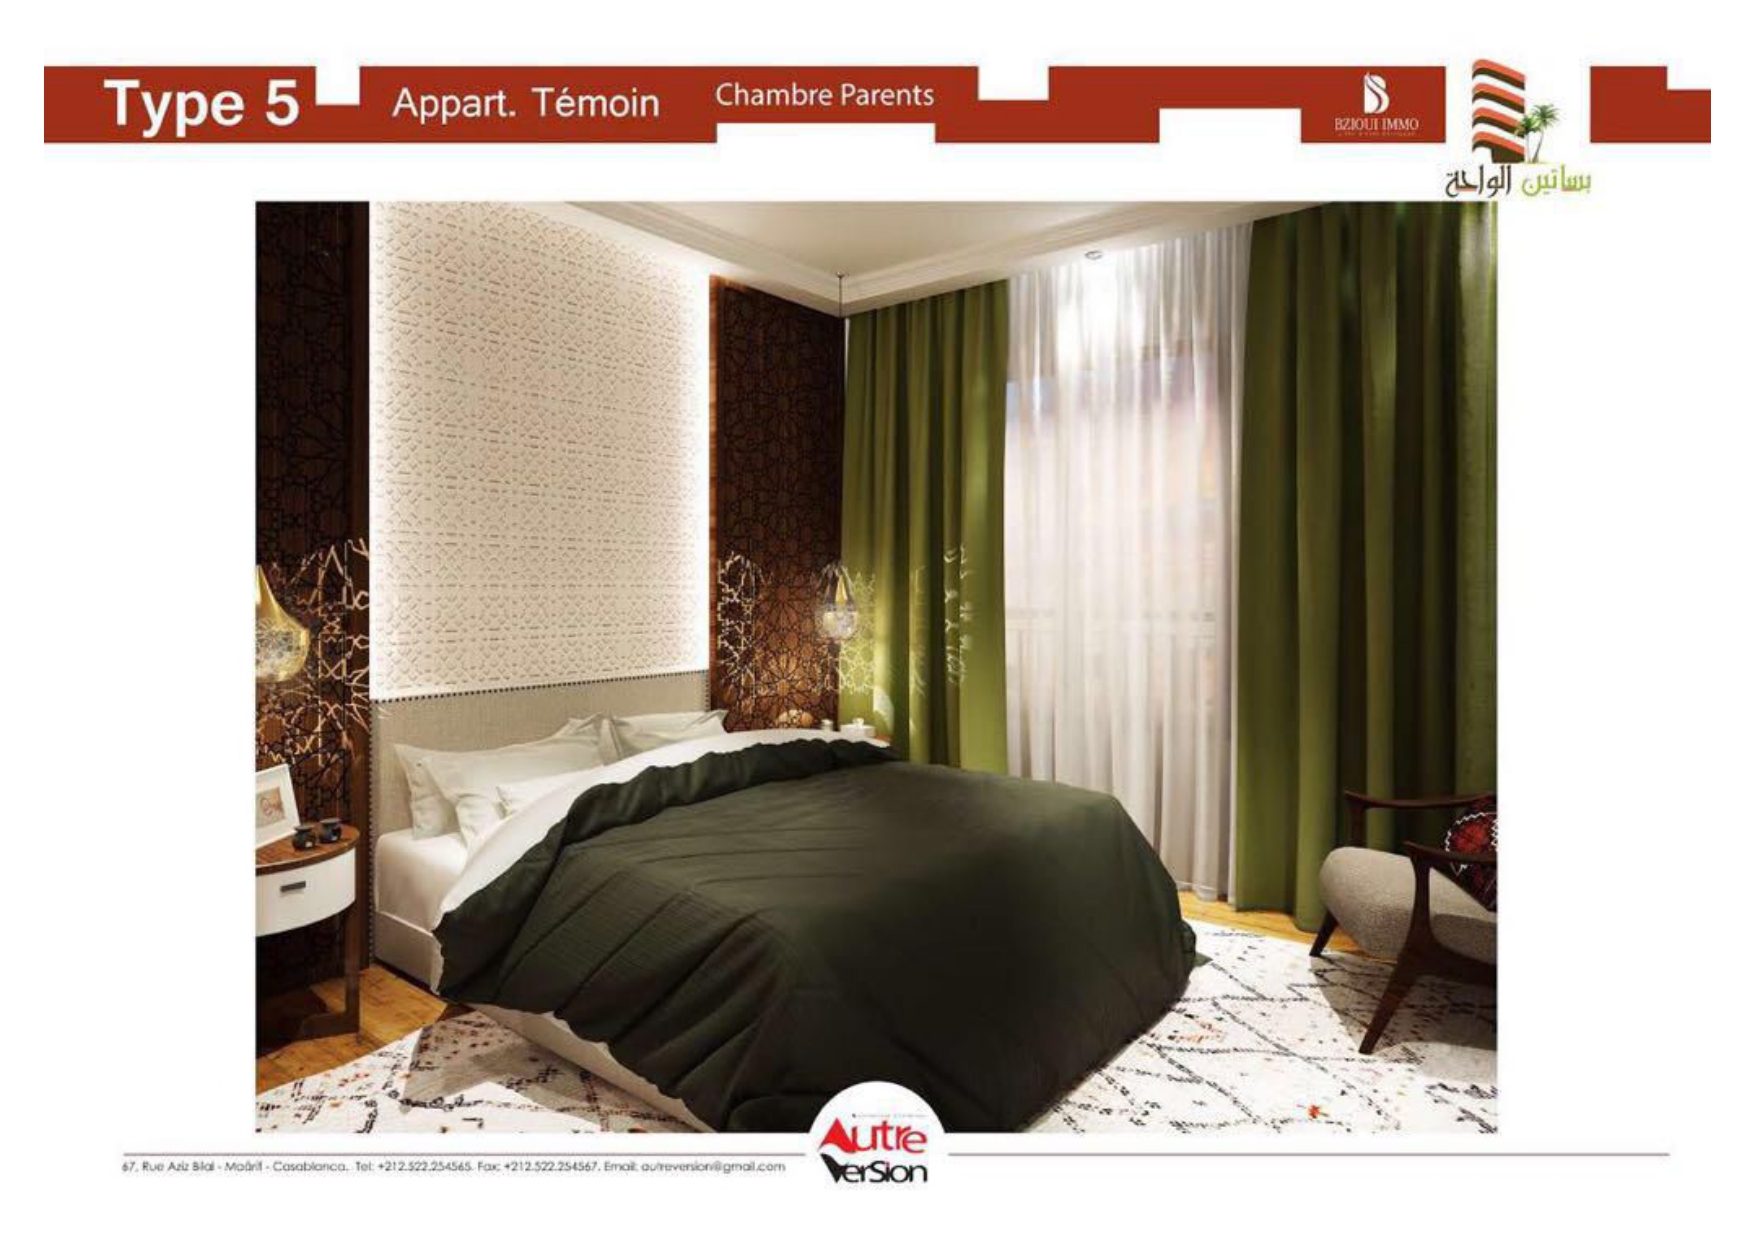 Type 5
Appart. Témoin
Chambre Parents
BZIOUI IMMO
بساتين الواحة
Autre
VerSion
67, Rue Aziz Bilal - Maârif - Casablanca. Tel: +212.522.254565. Fax: +212.522.254567. Email: autreversion@gmail.com